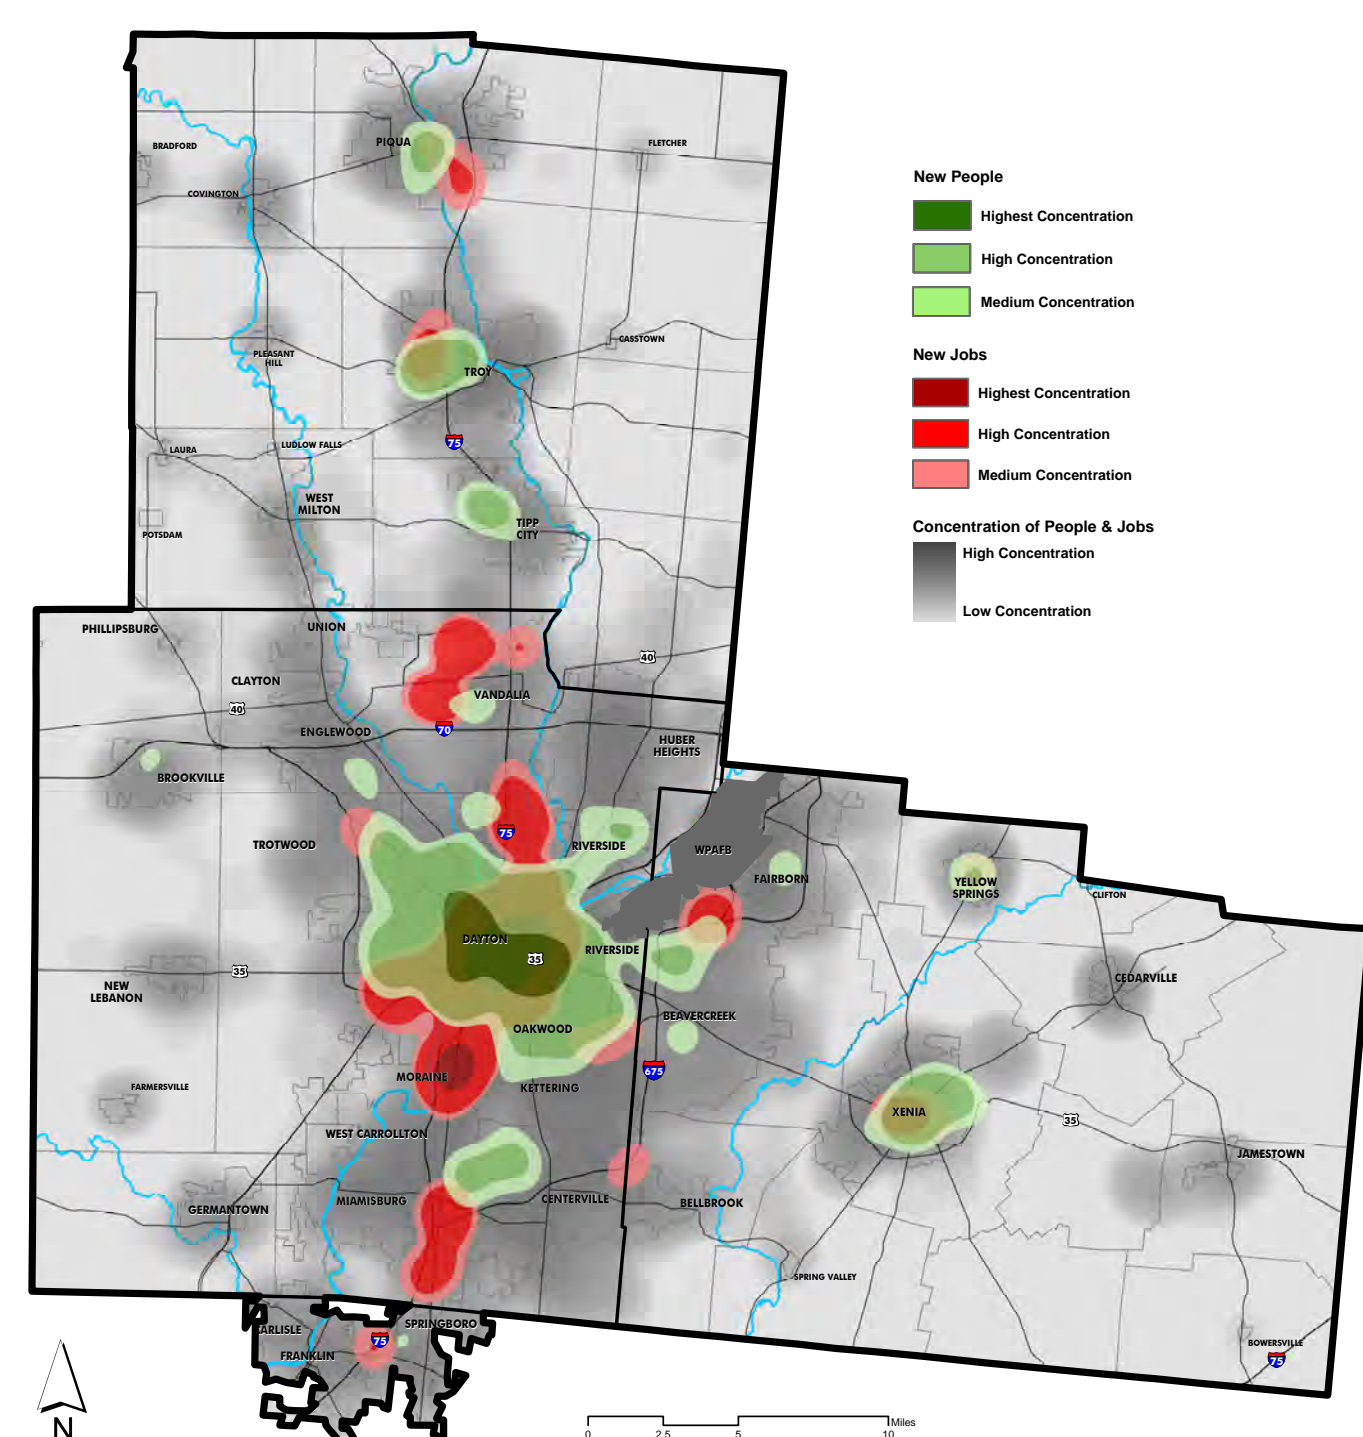 PIQUA
FLETCHER
BRADFORD
COVINGTON
New People
Highest Concentration
High Concentration
Medium Concentration
New Jobs
Highest Concentration
High Concentration
Medium Concentration
Concentration of People & Jobs
High Concentration
Low Concentration
CASSTOWN
PLEASANT
HILL
TROY
75
LUDLOW FALLS
LAURA
WEST
MILTON
TIPP
CITY
POTSDAM
PHILLIPSBURG
UNION
40
CLAYTON
VANDALIA
40
70
ENGLEWOOD
HUBER
HEIGHTS
BROOKVILLE
75
TROTWOOD
RIVERSIDE
WPAFB
FAIRBORN
YELLOW
SPRINGS
CLIFTON
DAYTON
RIVERSIDE
35
35
NEW
LEBANON
CEDARVILLE
OAKWOOD
BEAVERCREEK
675
MORAINE
KETTERING
FARMERSVILLE
XENIA
35
WEST CARROLLTON
JAMESTOWN
MIAMISBURG
CENTERVILLE
BELLBROOK
GERMANTOWN
SPRING VALLEY
CARLISLE
SPRINGBORO
75
FRANKLIN
BOWERSVILLE
75
N
Miles
0 2.5 5 10